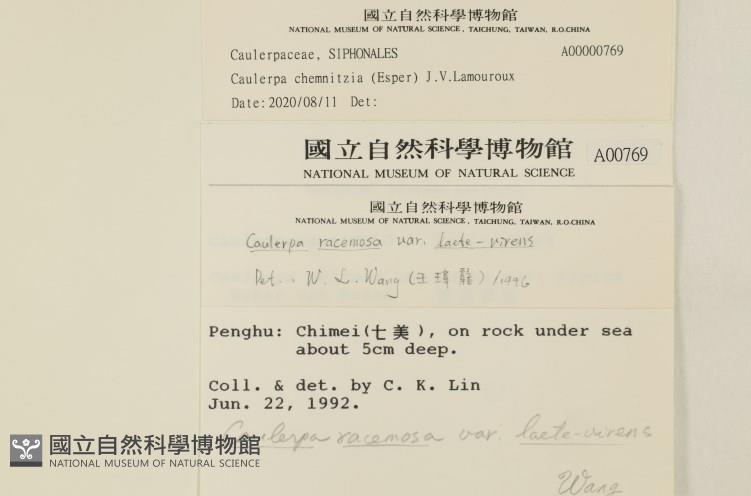 國立自然科學博物館
NATIONAL MUSEUM OF NATURAL SCIENCE, TAICHUNG, TAIWAN, R.O.CHINA
Caulerpaceae, SIPHONALES A00000769
Caulerpa chemnitzia (Esper) J.V.Lamouroux
Date:2020/08/11 Det:
國立自然科學博物館 A00769
NATIONAL MUSEUM OF NATURAL SCIENCE
國立自然科學博物館
NATIONAL MUSEUM OF NATURAL SCIENCE, TAICHUNG, TAIWAN, R.O.CHINA
Caulerpa racemosa var. laete-virens
Det.: W. L. Wang (王瑋龍) /1996
Penghu: Chimei(七美), on rock under sea
about 5cm deep.
Coll. & det. by C. K. Lin
Jun. 22, 1992.
Caulerpa racemosa var. laete-virens
Wang
國立自然科學博物館
NATIONAL MUSEUM OF NATURAL SCIENCE